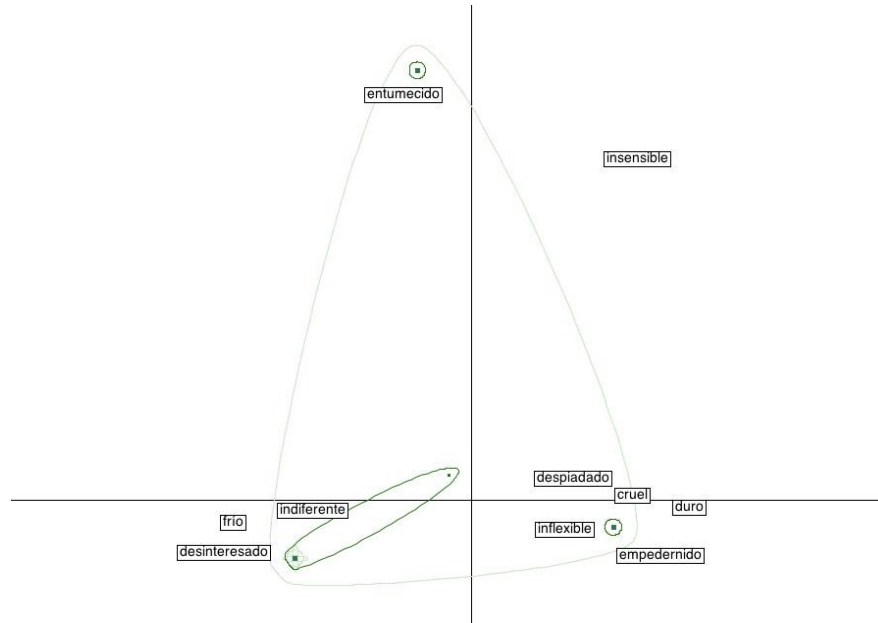 entumecido
insensible
despiadado
cruel
duro
indiferente
frío
inflexible
desinteresado
empedernido